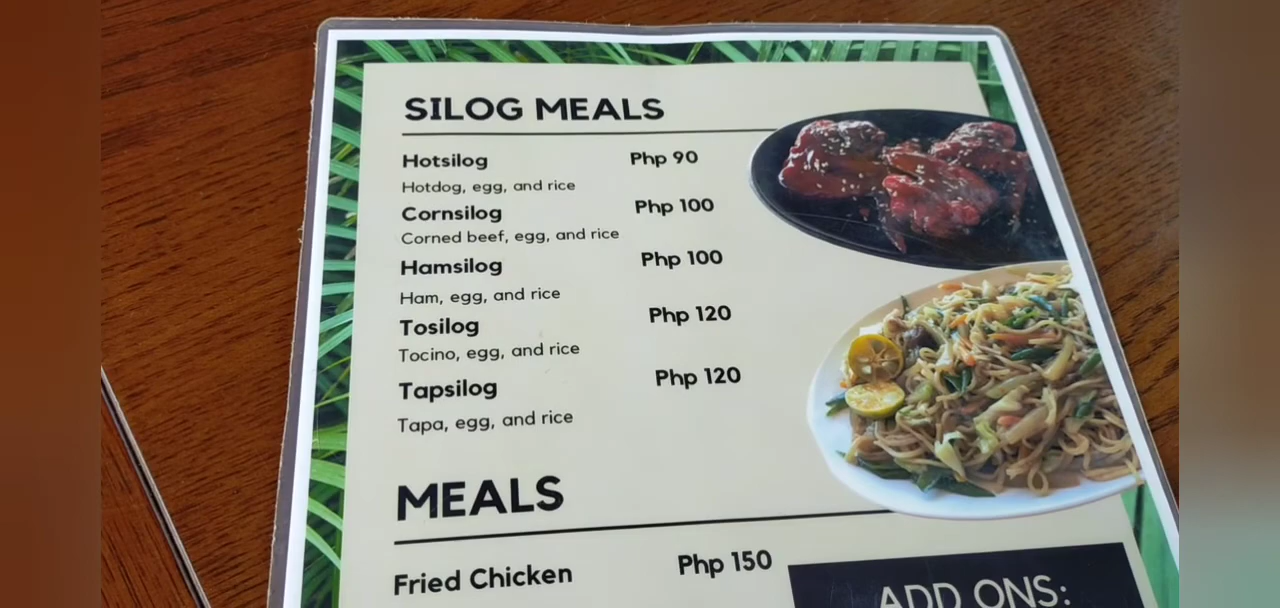 SILOG MEALS
Hotsilog Php 90
Hotdog, egg, and rice
Cornsilog Php 100
Corned beef, egg, and rice
Hamsilog Php 100
Ham, egg, and rice
Tosilog Php 120
Tocino, egg, and rice
Tapsilog Php 120
Tapa, egg, and rice
MEALS
Fried Chicken Php 150
ADD ONS: